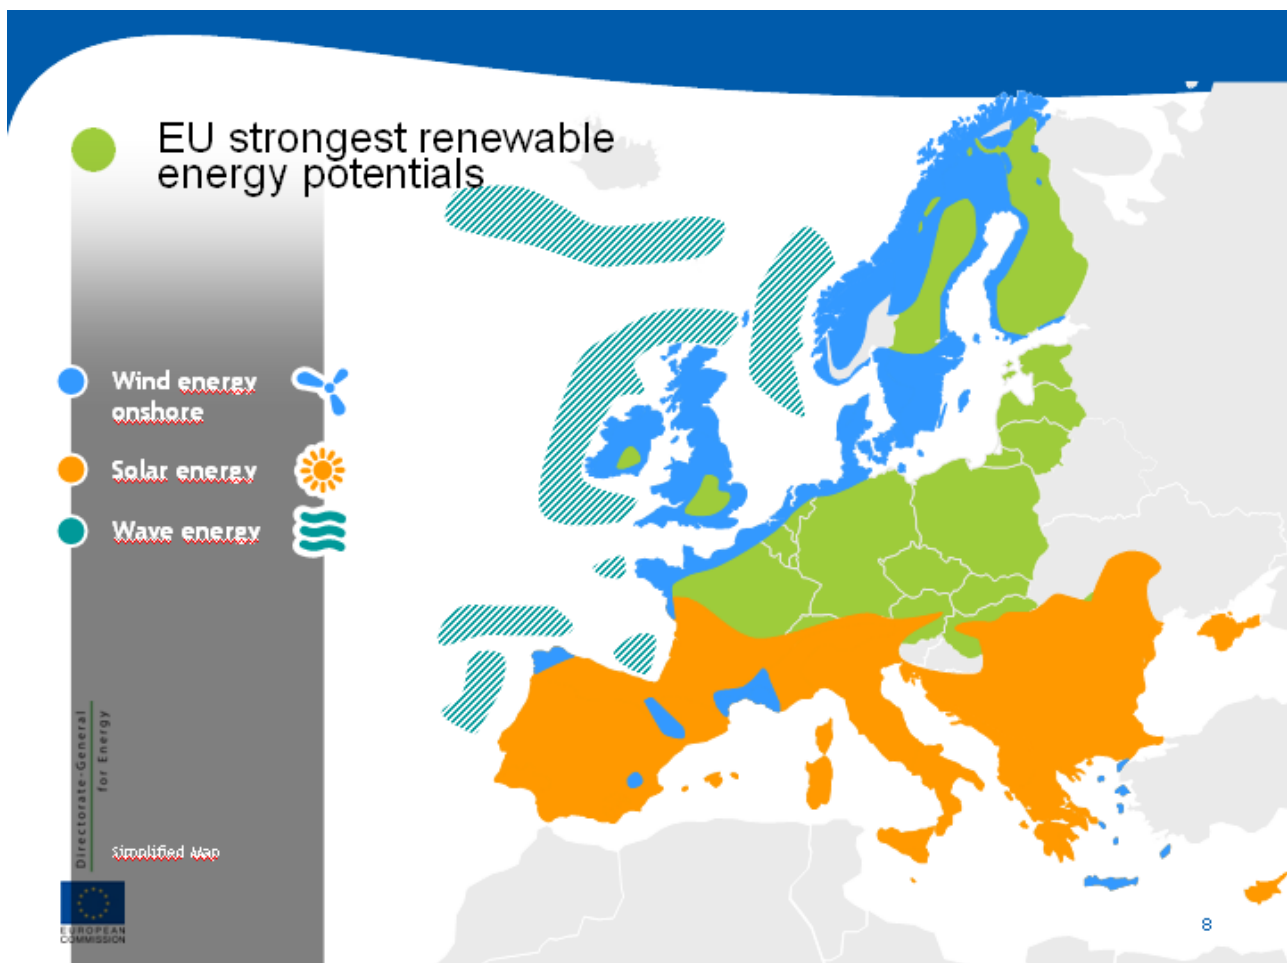 EU strongest renewable
energy potentials
Wind energy
onshore
Solar energy
Wave energy
Directorate-General
for Energy
Simplified Map
EUROPEAN
COMMISSION
8